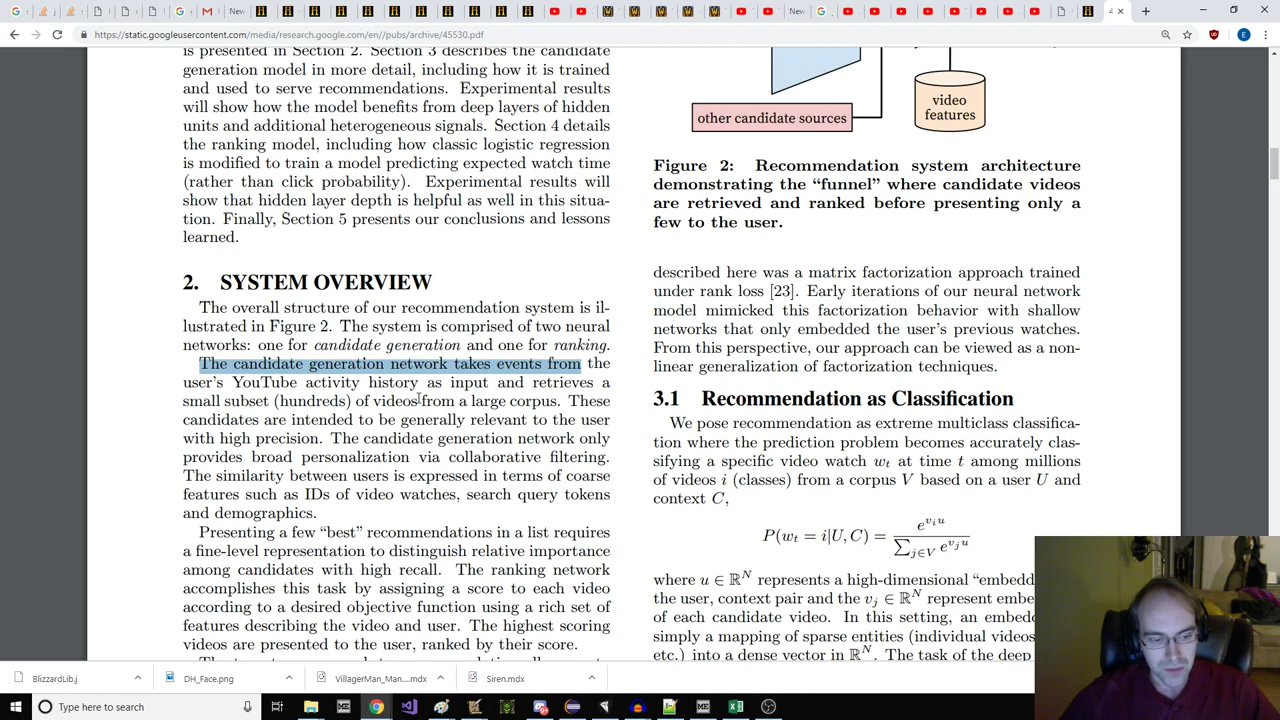 New
New
4
https://static.googleusercontent.com/media/research.google.com/en//pubs/archive/45530.pdf
E
is presented in Section 2. Section 3 describes the candidate
generation model in more detail, including how it is trained
and used to serve recommendations. Experimental results
will show how the model benefits from deep layers of hidden
units and additional heterogeneous signals. Section 4 details
the ranking model, including how classic logistic regression
is modified to train a model predicting expected watch time
(rather than click probability). Experimental results will
show that hidden layer depth is helpful as well in this situa-
tion. Finally, Section 5 presents our conclusions and lessons
learned.
2. SYSTEM OVERVIEW
The overall structure of our recommendation system is il-
lustrated in Figure 2. The system is comprised of two neural
networks: one for candidate generation and one for ranking.
The candidate generation network takes events from the
user's YouTube activity history as input and retrieves a
small subset (hundreds) of videos from a large corpus. These
candidates are intended to be generally relevant to the user
with high precision. The candidate generation network only
provides broad personalization via collaborative filtering.
The similarity between users is expressed in terms of coarse
features such as IDs of video watches, search query tokens
and demographics.
Presenting a few “best” recommendations in a list requires
a fine-level representation to distinguish relative importance
among candidates with high recall. The ranking network
accomplishes this task by assigning a score to each video
according to a desired objective function using a rich set of
features describing the video and user. The highest scoring
videos are presented to the user, ranked by their score.
other candidate sources
video
features
Figure 2: Recommendation system architecture
demonstrating the “funnel” where candidate videos
are retrieved and ranked before presenting only a
few to the user.
described here was a matrix factorization approach trained
under rank loss [23]. Early iterations of our neural network
model mimicked this factorization behavior with shallow
networks that only embedded the user's previous watches.
From this perspective, our approach can be viewed as a non-
linear generalization of factorization techniques.
3.1 Recommendation as Classification
We pose recommendation as extreme multiclass classifica-
tion where the prediction problem becomes accurately clas-
sifying a specific video watch w_t at time t among millions
of videos i (classes) from a corpus V based on a user U and
context C,
P(w_t = i|U, C) = e^{v_i u} / ∑_{j∈V} e^{v_j u}
where u ∈ ℝ^N represents a high-dimensional “embedd
the user, context pair and the v_j ∈ ℝ^N represent embe
of each candidate video. In this setting, an embedd
simply a mapping of sparse entities (individual videos
etc.) into a dense vector in ℝ^N. The task of the deep
BlizzardLib.j
DH_Face.png
VillagerMan_Man....mdx
Siren.mdx
Type here to search